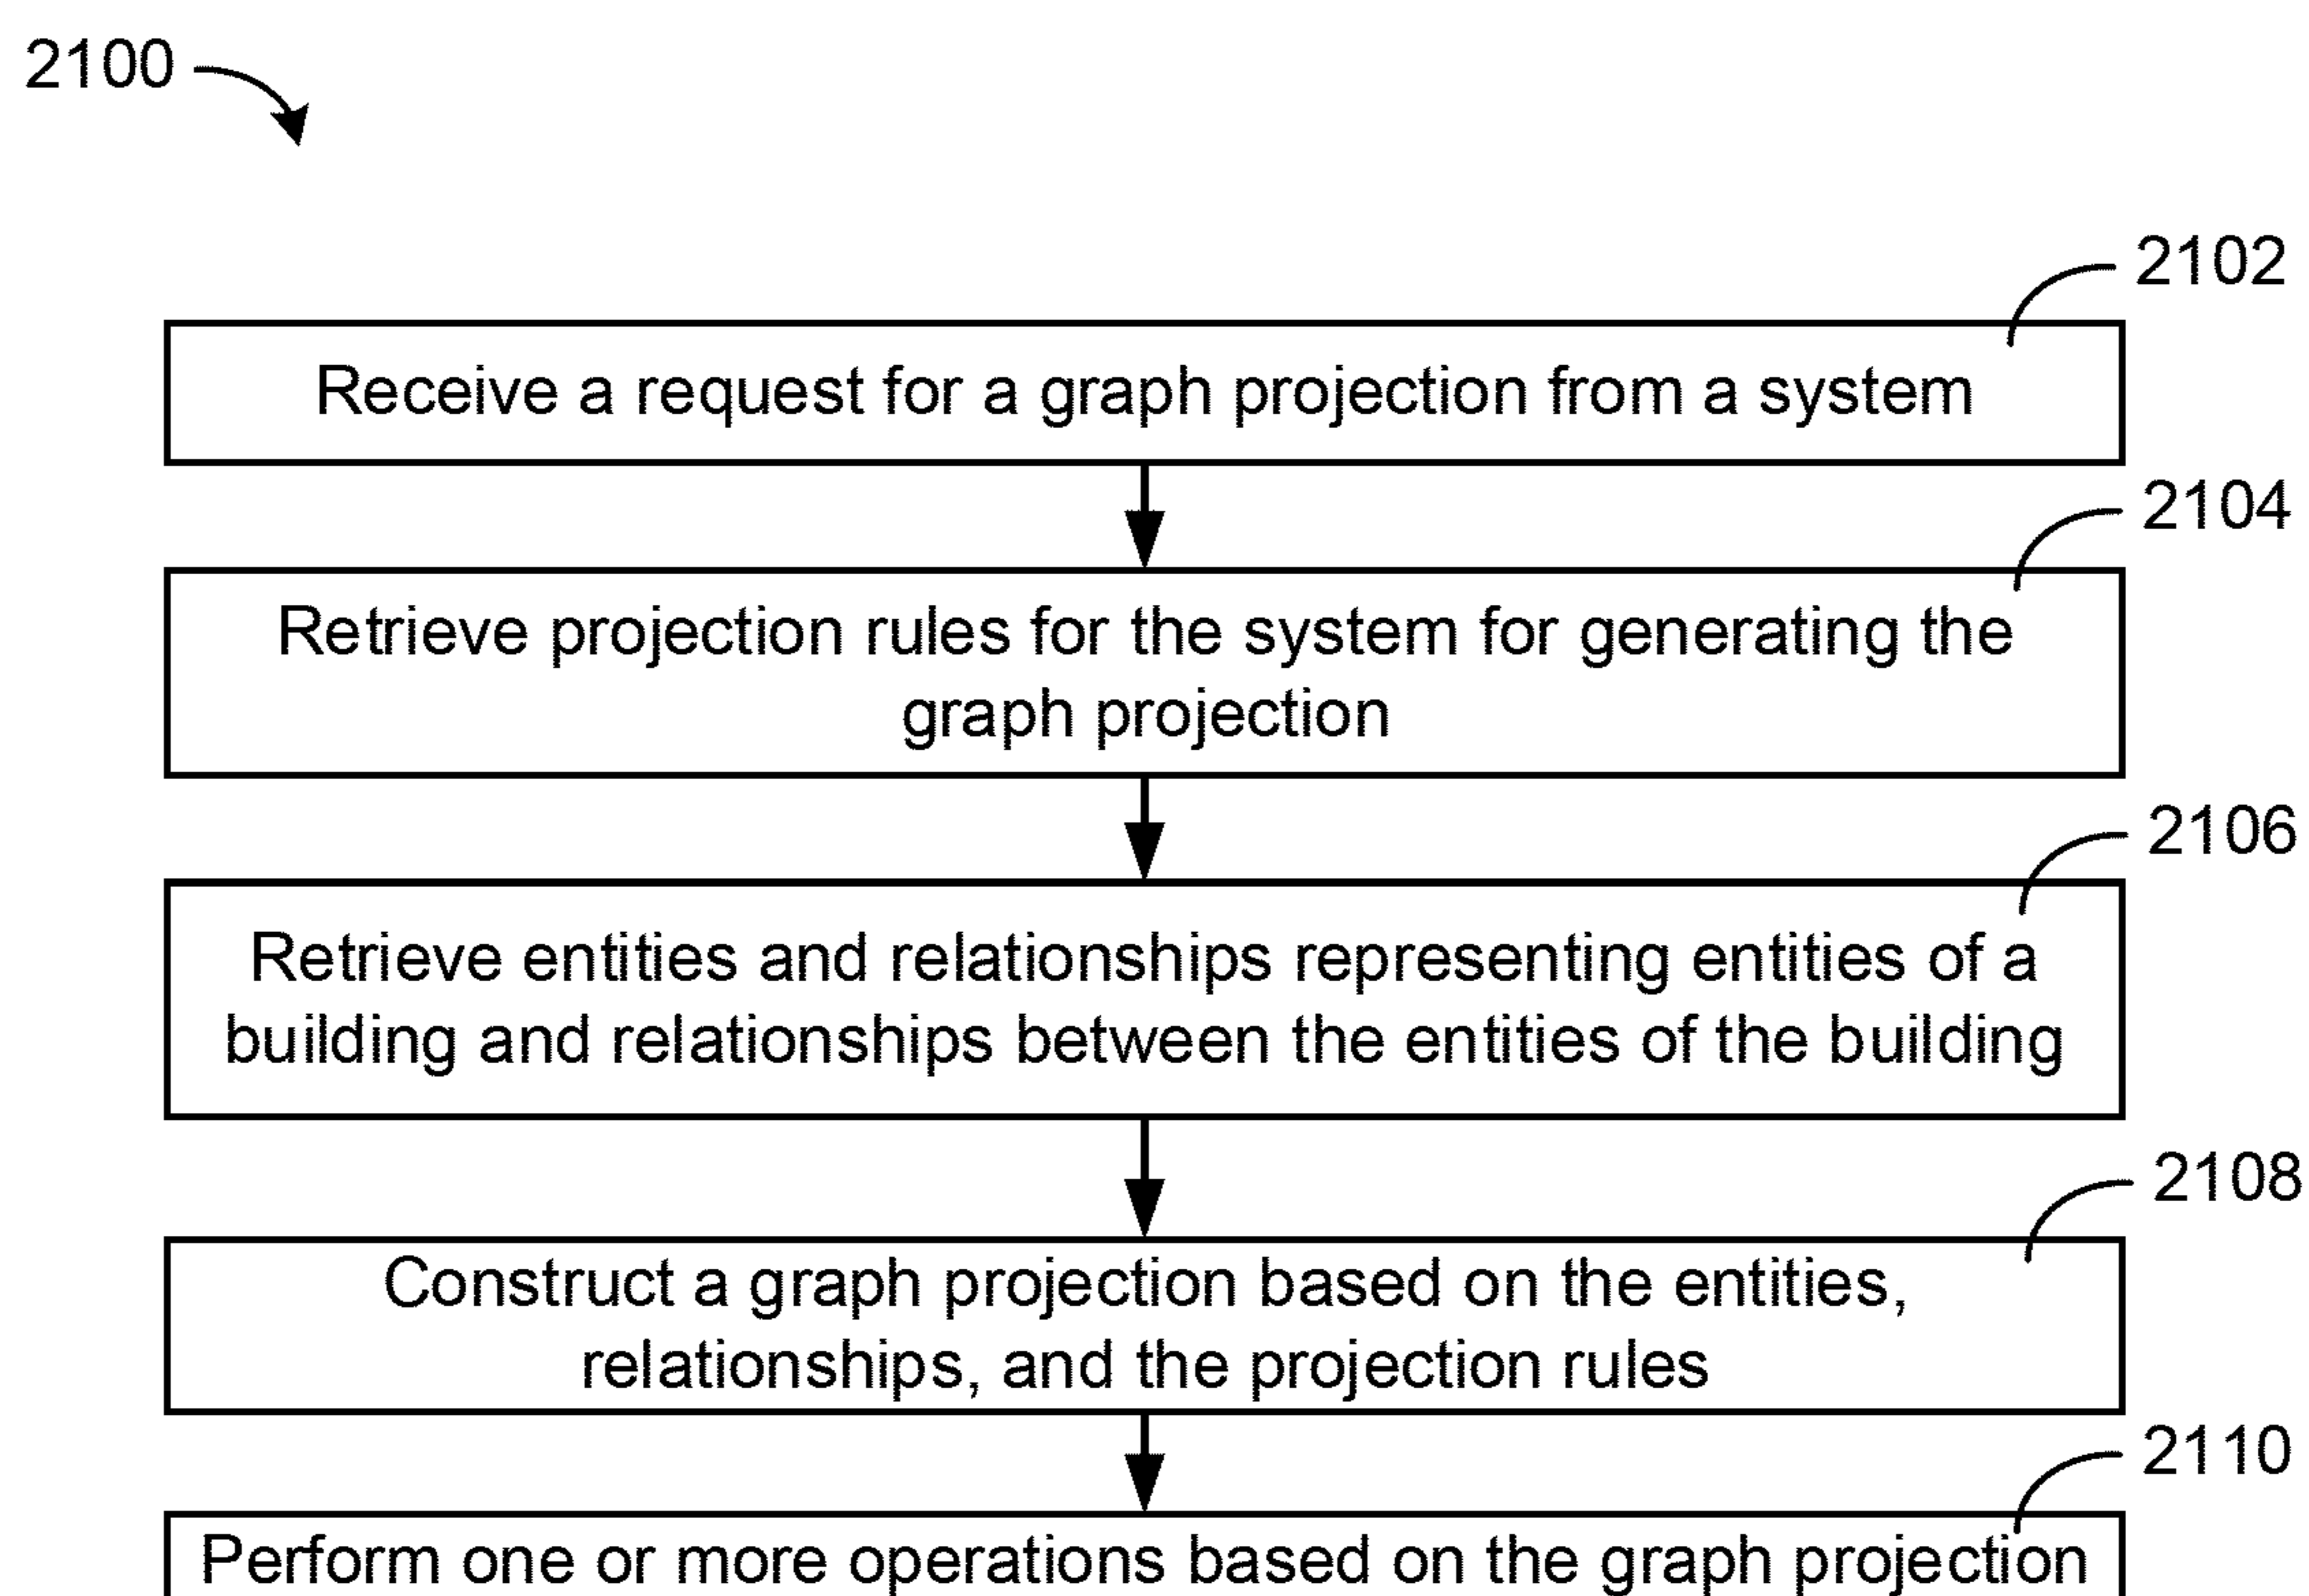 2100
2102
Receive a request for a graph projection from a system
2104
Retrieve projection rules for the system for generating the
graph projection
2106
Retrieve entities and relationships representing entities of a
building and relationships between the entities of the building
2108
Construct a graph projection based on the entities,
relationships, and the projection rules
2110
Perform one or more operations based on the graph projection